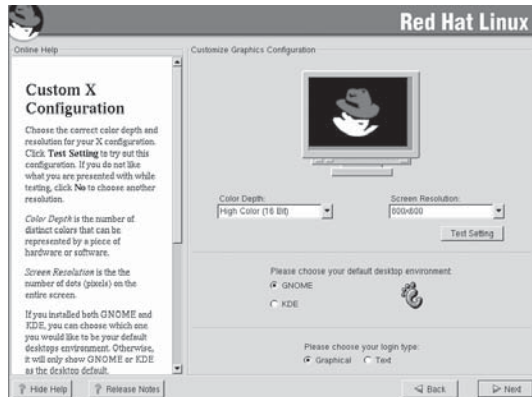 Red Hat Linux
Online Help
Custom X
Configuration
Choose the correct color depth and
resolution for your X configuration.
Click Test Setting to try out this
configuration. If you do not like
what you are presented with while
testing, click No to choose another
resolution.
Color Depth is the number of
distinct colors that can be
represented by a piece of
hardware or software.
Screen Resolution is the the
number of dots (pixels) on the
entire screen.
If you installed both GNOME and
KDE, you can choose which one
you would like to be your default
desktops environment. Otherwise,
it will only show GNOME or KDE
as the desktop default.
Customize Graphics Configuration
Color Depth:
High Color (16 Bit)
Screen Resolution:
800x600
Test Setting
Please choose your default desktop environment:
GNOME
KDE
Please choose your login type:
Graphical Text
Hide Help Release Notes Back Next